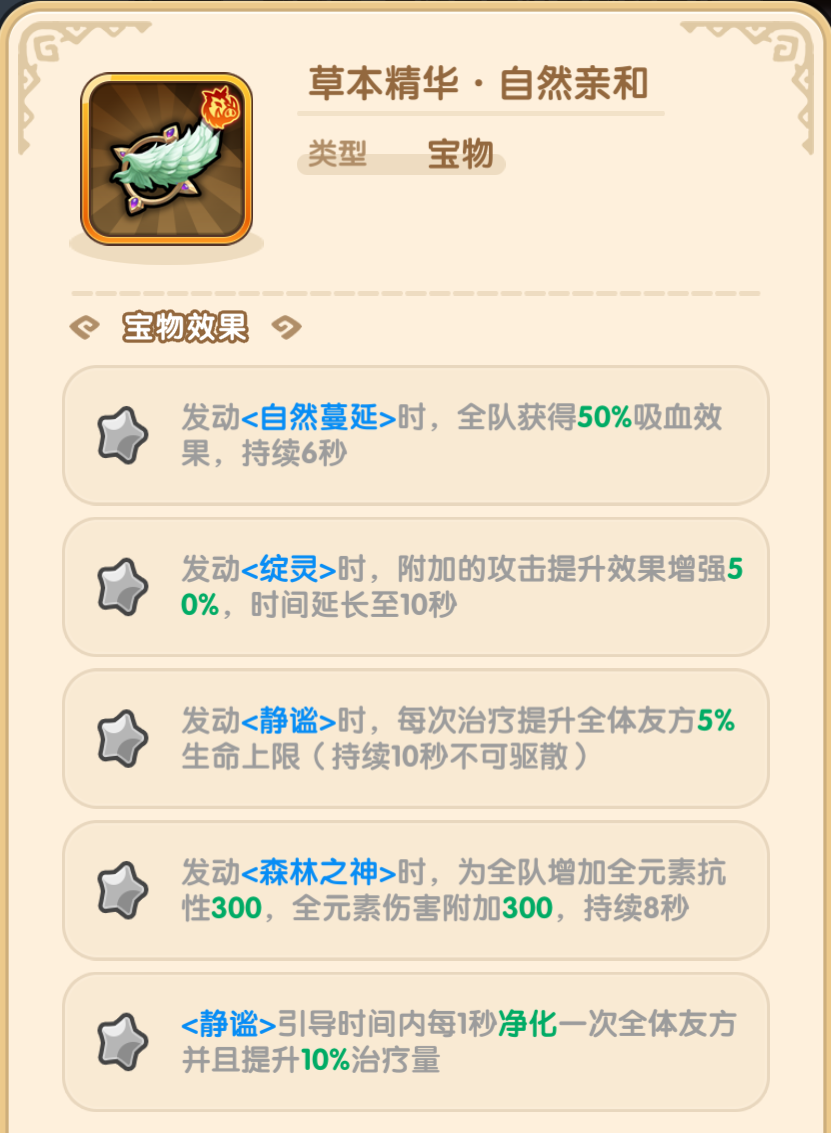 草本精华·自然亲和
类型 宝物
宝物效果
发动<自然蔓延>时，全队获得50%吸血效
果，持续6秒
发动<绽灵>时，附加的攻击提升效果增强5
0%，时间延长至10秒
发动<静谧>时，每次治疗提升全体友方5%
生命上限（持续10秒不可驱散）
发动<森林之神>时，为全队增加全元素抗
性300，全元素伤害附加300，持续8秒
<静谧>引导时间内每1秒净化一次全体友方
并且提升10%治疗量